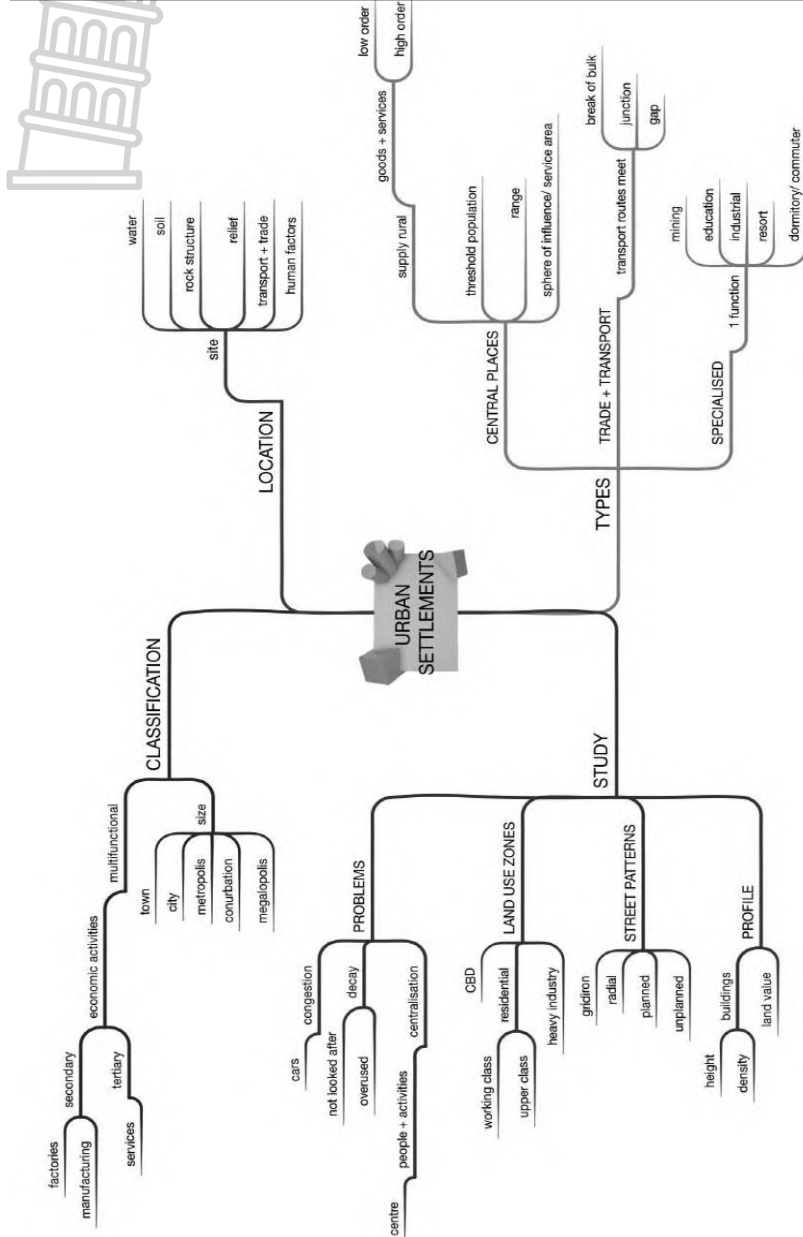 URBAN
SETTLEMENTS
CLASSIFICATION
multifunctional
economic activities
secondary
factories
manufacturing
tertiary
services
size
town
city
metropolis
conurbation
megalopolis
LOCATION
site
water
soil
rock structure
relief
transport + trade
human factors
STUDY
PROBLEMS
congestion
cars
decay
not looked after
overused
centralisation
people + activities
centre
LAND USE ZONES
CBD
residential
working class
upper class
heavy industry
STREET PATTERNS
gridiron
radial
planned
unplanned
PROFILE
buildings
height
density
land value
TYPES
CENTRAL PLACES
supply rural
goods + services
low order
high order
threshold population
range
sphere of influence/ service area
TRADE + TRANSPORT
transport routes meet
break of bulk
junction
gap
SPECIALISED
1 function
mining
education
industrial
resort
dormitory/ commuter